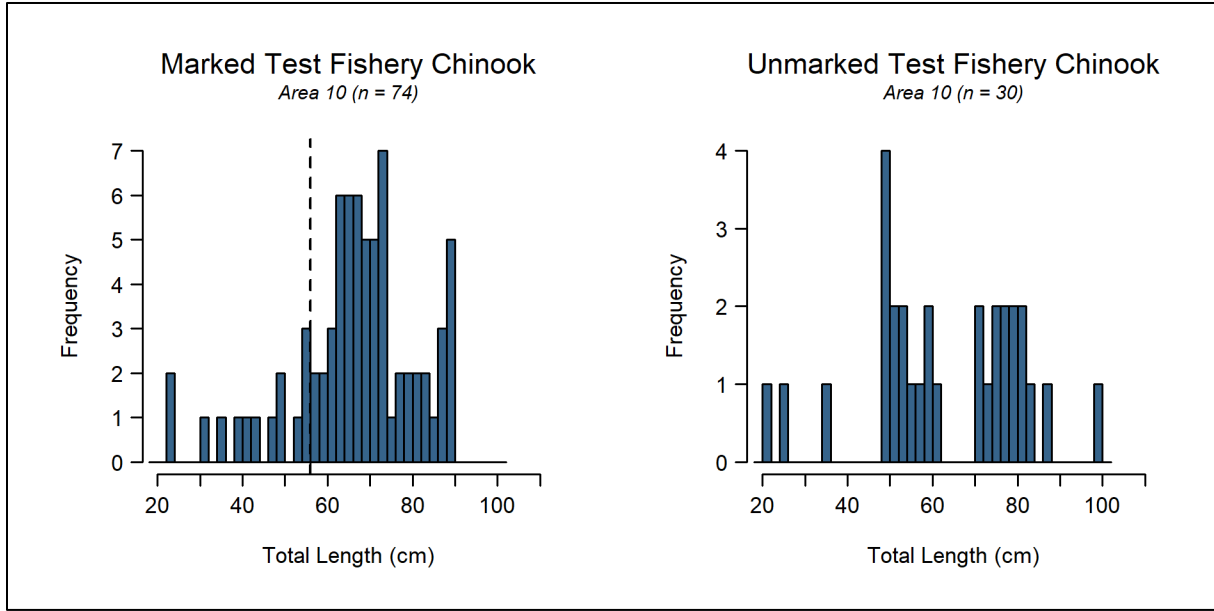 Marked Test Fishery Chinook
Area 10 (n = 74)
Frequency
7
6
5
4
3
2
1
0
20
40
60
80
100
Total Length (cm)
Unmarked Test Fishery Chinook
Area 10 (n = 30)
Frequency
4
3
2
1
0
20
40
60
80
100
Total Length (cm)